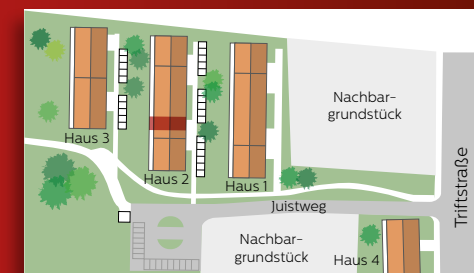 Nachbar-
grundstück
Haus 3
Haus 2
Haus 1
Triftstraße
Juistweg
Nachbar-
grundstück
Haus 4